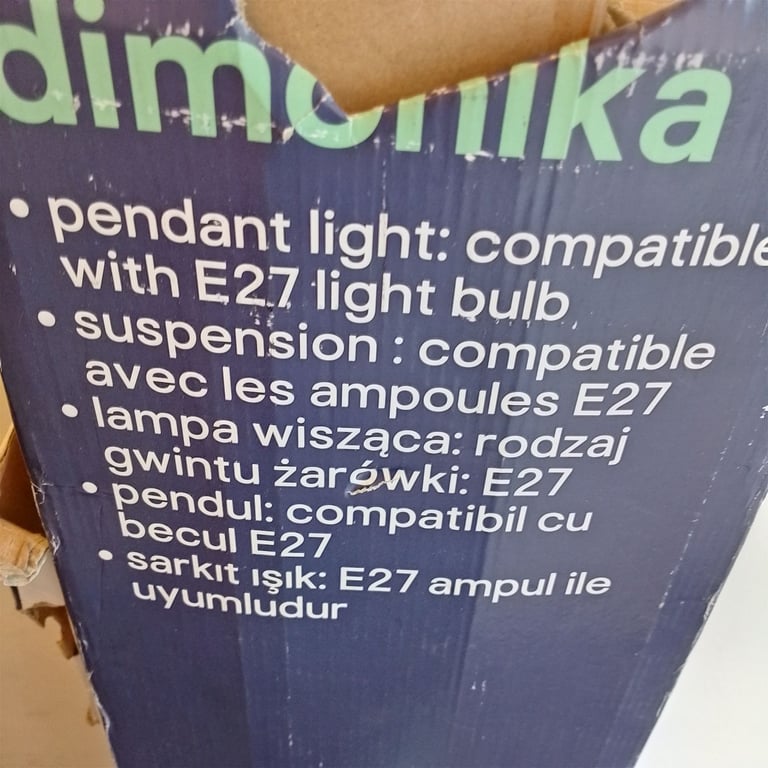 dimonika
• pendant light: compatible
with E27 light bulb
• suspension : compatible
avec les ampoules E27
• lampa wisząca: rodzaj
gwintu żarówki: E27
• pendul: compatibil cu
becul E27
• sarkıt ışık: E27 ampul ile
uyumludur